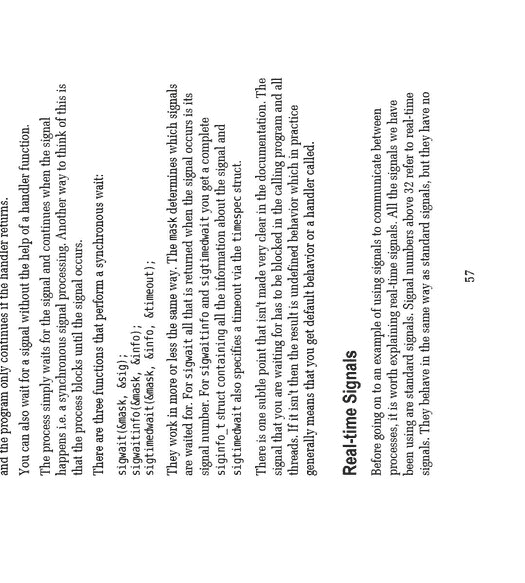 and the program only continues if the handler returns.
You can also wait for a signal without the help of a handler function.
The process simply waits for the signal and continues when the signal
happens i.e. a synchronous signal processing. Another way to think of this is
that the process blocks until the signal occurs.
There are three functions that perform a synchronous wait:
sigwait(&mask, &sig);
sigwaitinfo(&mask, &info);
sigtimedwait(&mask, &info, &timeout);
They work in more or less the same way. The mask determines which signals
are waited for. For sigwait all that is returned when the signal occurs is its
signal number. For sigwaitinfo and sigtimedwait you get a complete
siginfo_t struct containing all the information about the signal and
sigtimedwait also specifies a timeout via the timespec struct.
There is one subtle point that isn't made very clear in the documentation. The
signal that you are waiting for has to be blocked in the calling program and all
threads. If it isn't then the result is undefined behavior which in practice
generally means that you get default behavior or a handler called.
Real-time Signals
Before going on to an example of using signals to communicate between
processes, it is worth explaining real-time signals. All the signals we have
been using are standard signals. Signal numbers above 32 refer to real-time
signals. They behave in the same way as standard signals, but they have no
57